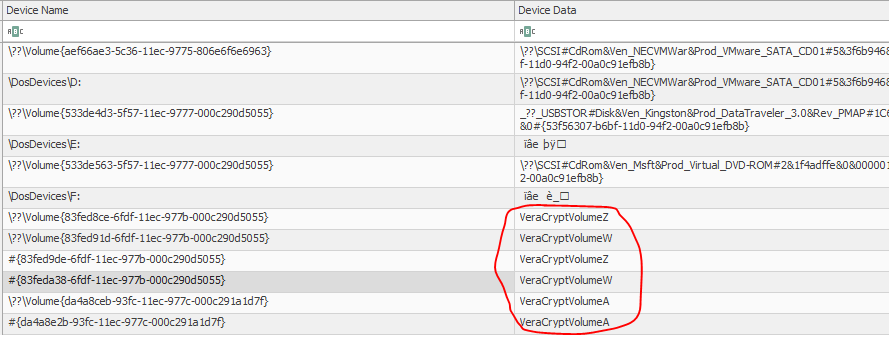 Device Name Device Data
ABC ABC
\??\Volume{aef66ae3-5c36-11ec-9775-806e6f6e6963} \??\SCSI#CdRom&Ven_NECVMWar&Prod_VMware_SATA_CD01#5&3f6b946&
f-11d0-94f2-00a0c91efb8b}
\DosDevices\D: \??\SCSI#CdRom&Ven_NECVMWar&Prod_VMware_SATA_CD01#5&3f6b946&
f-11d0-94f2-00a0c91efb8b}
\??\Volume{533de4d3-5f57-11ec-9777-000c290d5055} _??_USBSTOR#Disk&Ven_Kingston&Prod_DataTraveler_3.0&Rev_PMAP#1C6
&0#{53f56307-b6bf-11d0-94f2-00a0c91efb8b}
\DosDevices\E: ïâe þÿ□
\??\Volume{533de563-5f57-11ec-9777-000c290d5055} \??\SCSI#CdRom&Ven_Msft&Prod_Virtual_DVD-ROM#2&1f4adffe&0&000001
2-00a0c91efb8b}
\DosDevices\F: ïâe è_□
\??\Volume{83fed8ce-6fdf-11ec-977b-000c290d5055} VeraCryptVolumeZ
\??\Volume{83fed91d-6fdf-11ec-977b-000c290d5055} VeraCryptVolumeW
#{83fed9de-6fdf-11ec-977b-000c290d5055} VeraCryptVolumeZ
#{83feda38-6fdf-11ec-977b-000c290d5055} VeraCryptVolumeW
\??\Volume{da4a8ceb-93fc-11ec-977c-000c291a1d7f} VeraCryptVolumeA
#{da4a8e2b-93fc-11ec-977c-000c291a1d7f} VeraCryptVolumeA